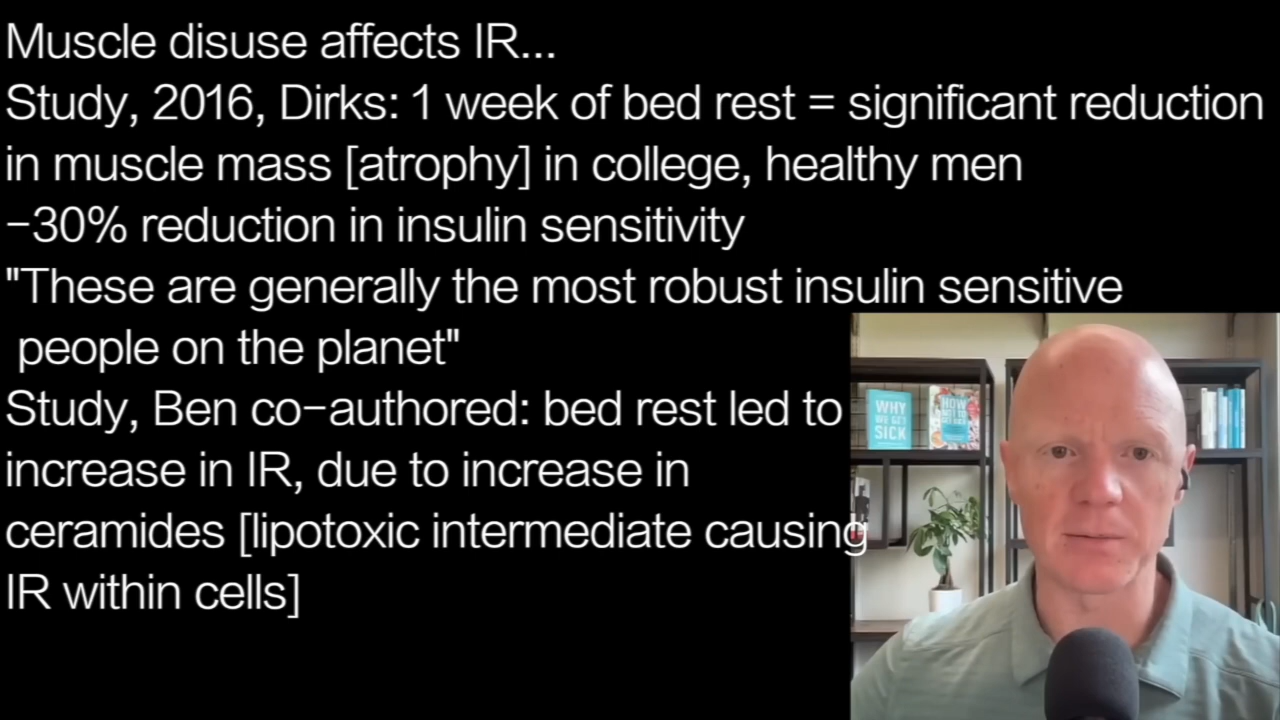 Muscle disuse affects IR...
Study, 2016, Dirks: 1 week of bed rest = significant reduction
in muscle mass [atrophy] in college, healthy men
-30% reduction in insulin sensitivity
"These are generally the most robust insulin sensitive
people on the planet"
Study, Ben co-authored: bed rest led to
increase in IR, due to increase in
ceramides [lipotoxic intermediate causing
IR within cells]
WHY
WE GET
SICK
HOW
NOT TO
GET SICK